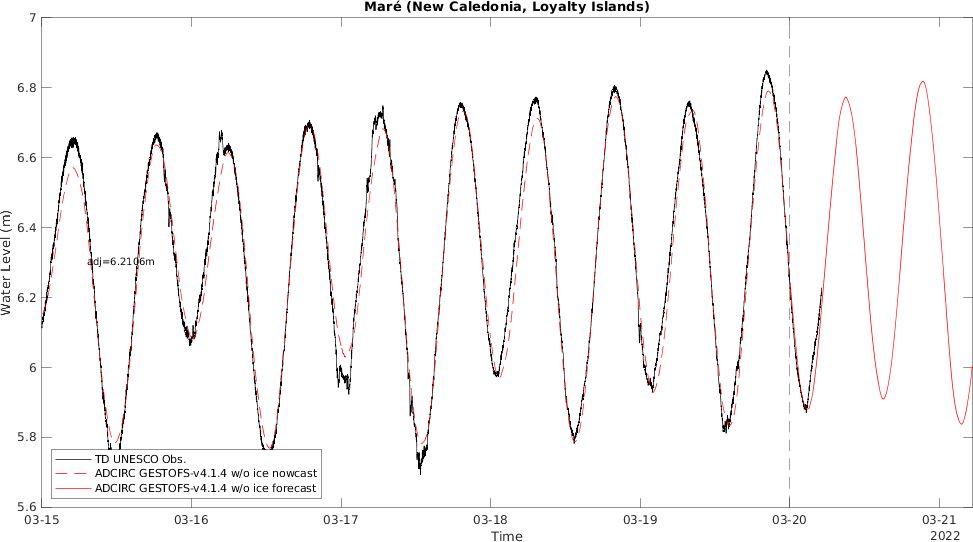 Maré (New Caledonia, Loyalty Islands)
7
6.8
6.6
6.4
6.2
6
5.8
5.6
Water Level (m)
adj=6.2106m
TD UNESCO Obs.
ADCIRC GESTOFS-v4.1.4 w/o ice nowcast
ADCIRC GESTOFS-v4.1.4 w/o ice forecast
03-15 03-16 03-17 03-18 03-19 03-20 03-21
Time
2022